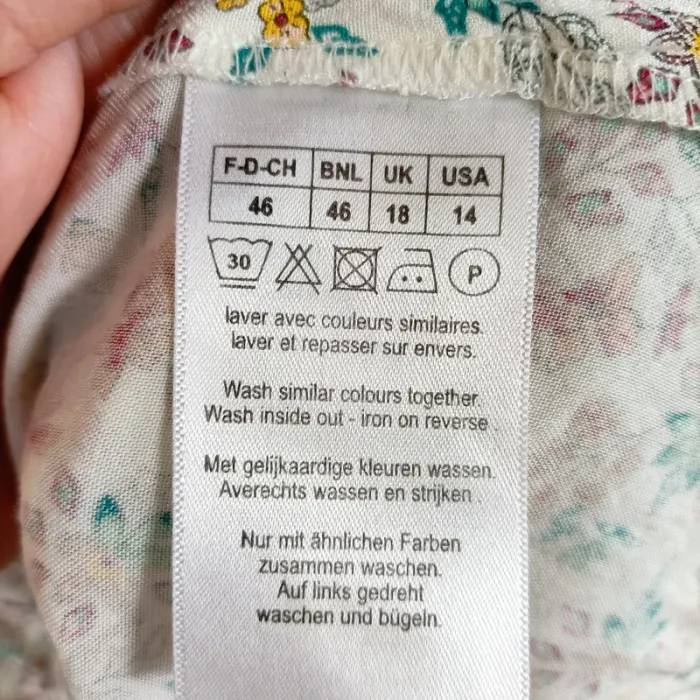 F-D-CH BNL UK USA
46 46 18 14
30 P
laver avec couleurs similaires.
laver et repasser sur envers.
Wash similar colours together.
Wash inside out - iron on reverse .
Met gelijkaardige kleuren wassen.
Averechts wassen en strijken .
Nur mit ähnlichen Farben
zusammen waschen.
Auf links gedreht
waschen und bügeln.